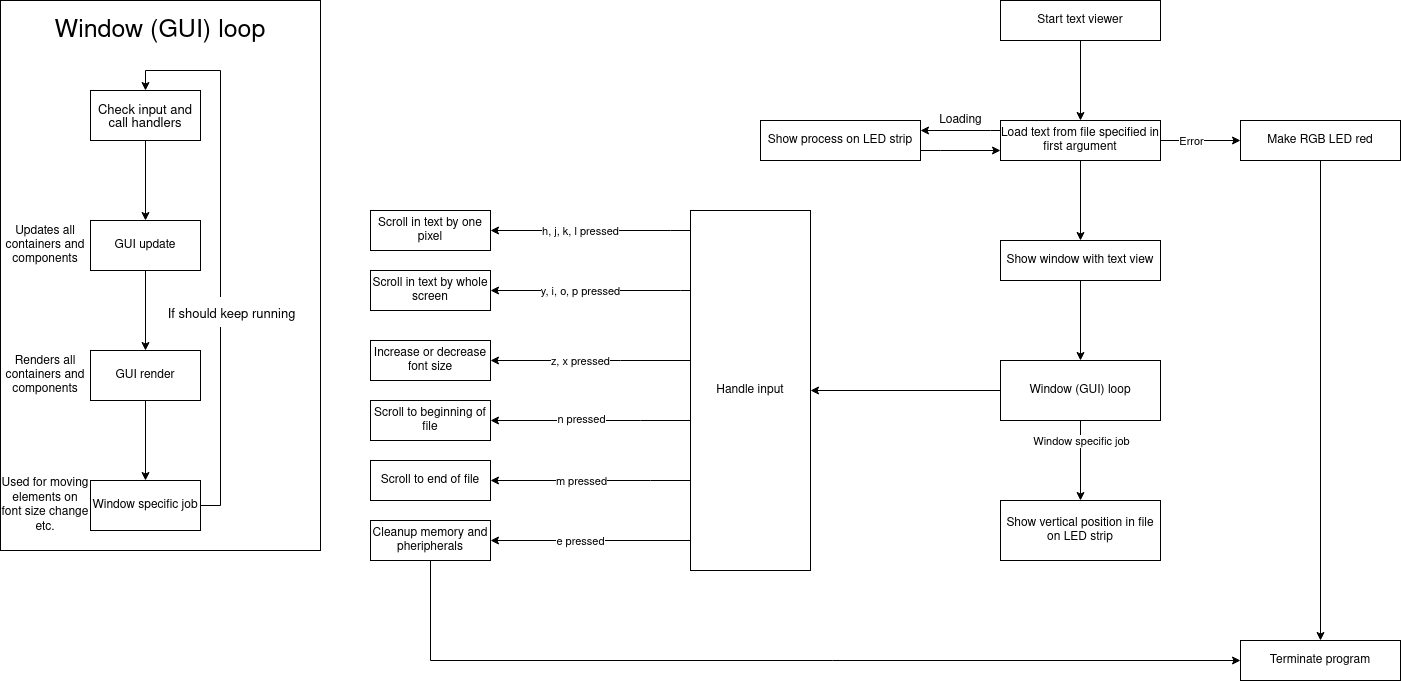 Window (GUI) loop
Check input and
call handlers
Updates all
containers and
components
GUI update
If should keep running
Renders all
containers and
components
GUI render
Used for moving
elements on
font size change
etc.
Window specific job
Start text viewer
Loading
Show process on LED strip
Load text from file specified in
first argument
Error
Make RGB LED red
Scroll in text by one
pixel
h, j, k, l pressed
Show window with text view
Scroll in text by whole
screen
y, i, o, p pressed
Increase or decrease
font size
z, x pressed
Handle input
Window (GUI) loop
Scroll to beginning of
file
n pressed
Window specific job
Scroll to end of file
m pressed
Show vertical position in file
on LED strip
Cleanup memory and
pheripherals
e pressed
Terminate program